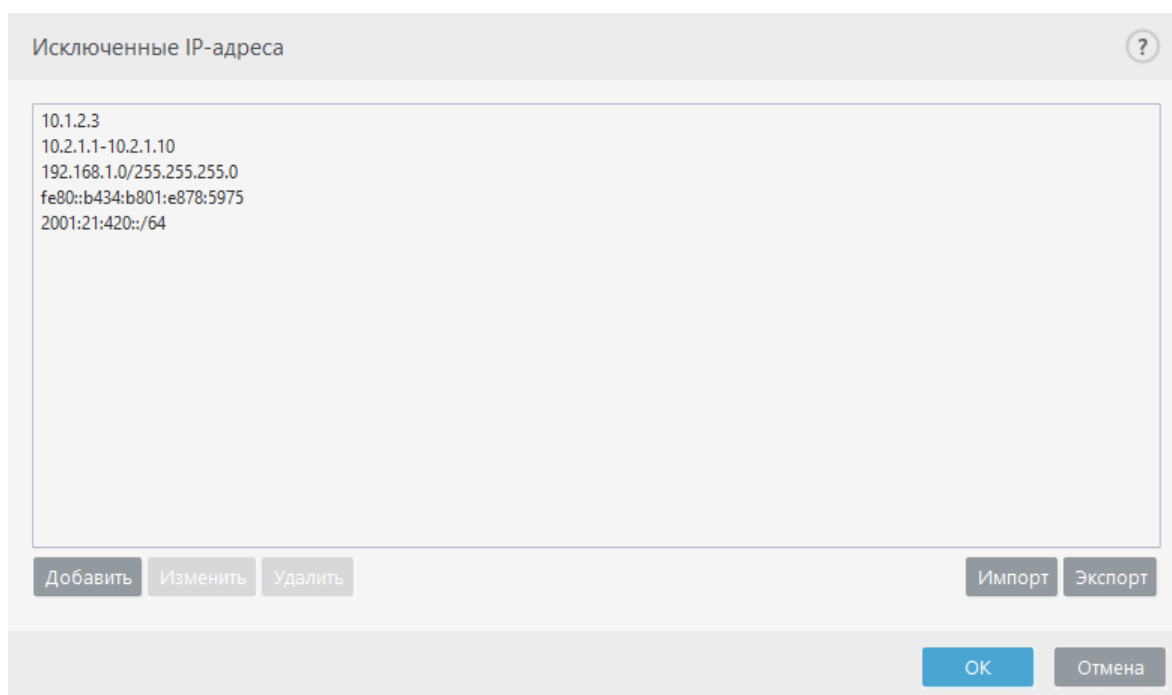 Исключенные IP-адреса ?
10.1.2.3
10.2.1.1-10.2.1.10
192.168.1.0/255.255.255.0
fe80::b434:b801:e878:5975
2001:21:420::/64
Добавить Изменить Удалить Импорт Экспорт
OK Отмена